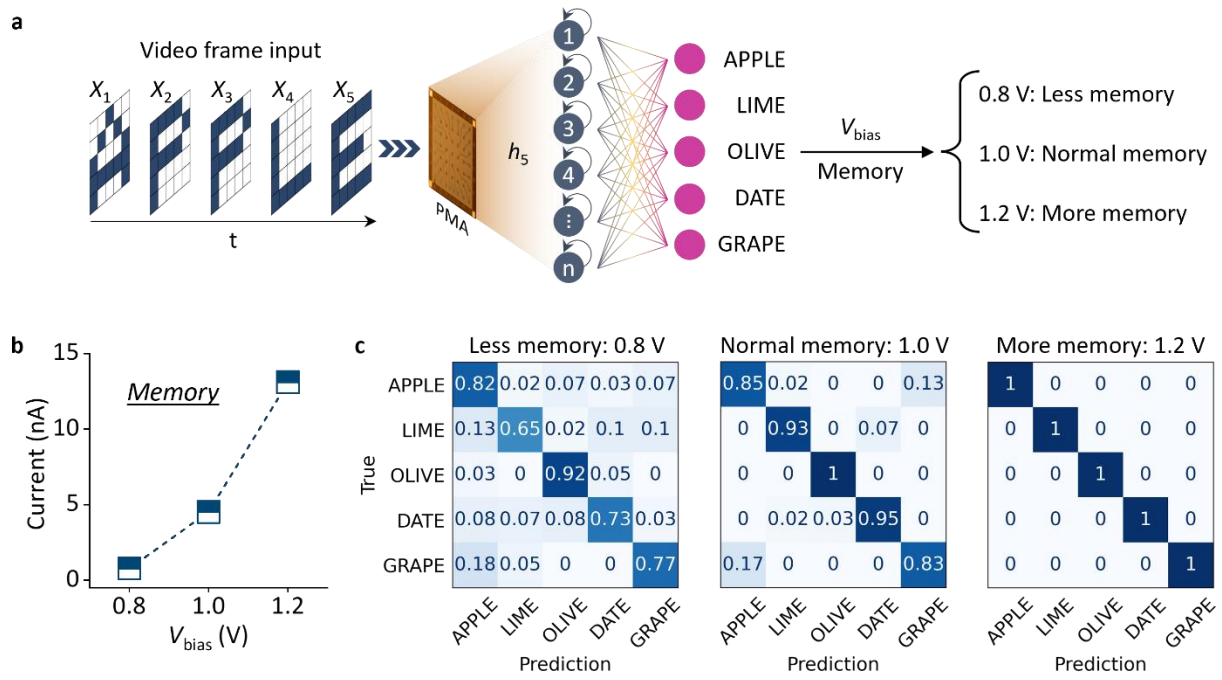 a
Video frame input
X1 X2 X3 X4 X5
t
PMA
h5
1
2
3
4
⋮
n
APPLE
LIME
OLIVE
DATE
GRAPE
Vbias
Memory
0.8 V: Less memory
1.0 V: Normal memory
1.2 V: More memory
b
Memory
Current (nA)
15
10
5
0
0.8 1.0 1.2
Vbias (V)
c
Less memory: 0.8 V
True
APPLE 0.82 0.02 0.07 0.03 0.07
LIME 0.13 0.65 0.02 0.1 0.1
OLIVE 0.03 0 0.92 0.05 0
DATE 0.08 0.07 0.08 0.73 0.03
GRAPE 0.18 0.05 0 0 0.77
APPLE LIME OLIVE DATE GRAPE
Prediction
Normal memory: 1.0 V
0.85 0.02 0 0 0.13
0 0.93 0 0.07 0
0 0 1 0 0
0 0.02 0.03 0.95 0
0.17 0 0 0 0.83
APPLE LIME OLIVE DATE GRAPE
Prediction
More memory: 1.2 V
1 0 0 0 0
0 1 0 0 0
0 0 1 0 0
0 0 0 1 0
0 0 0 0 1
APPLE LIME OLIVE DATE GRAPE
Prediction